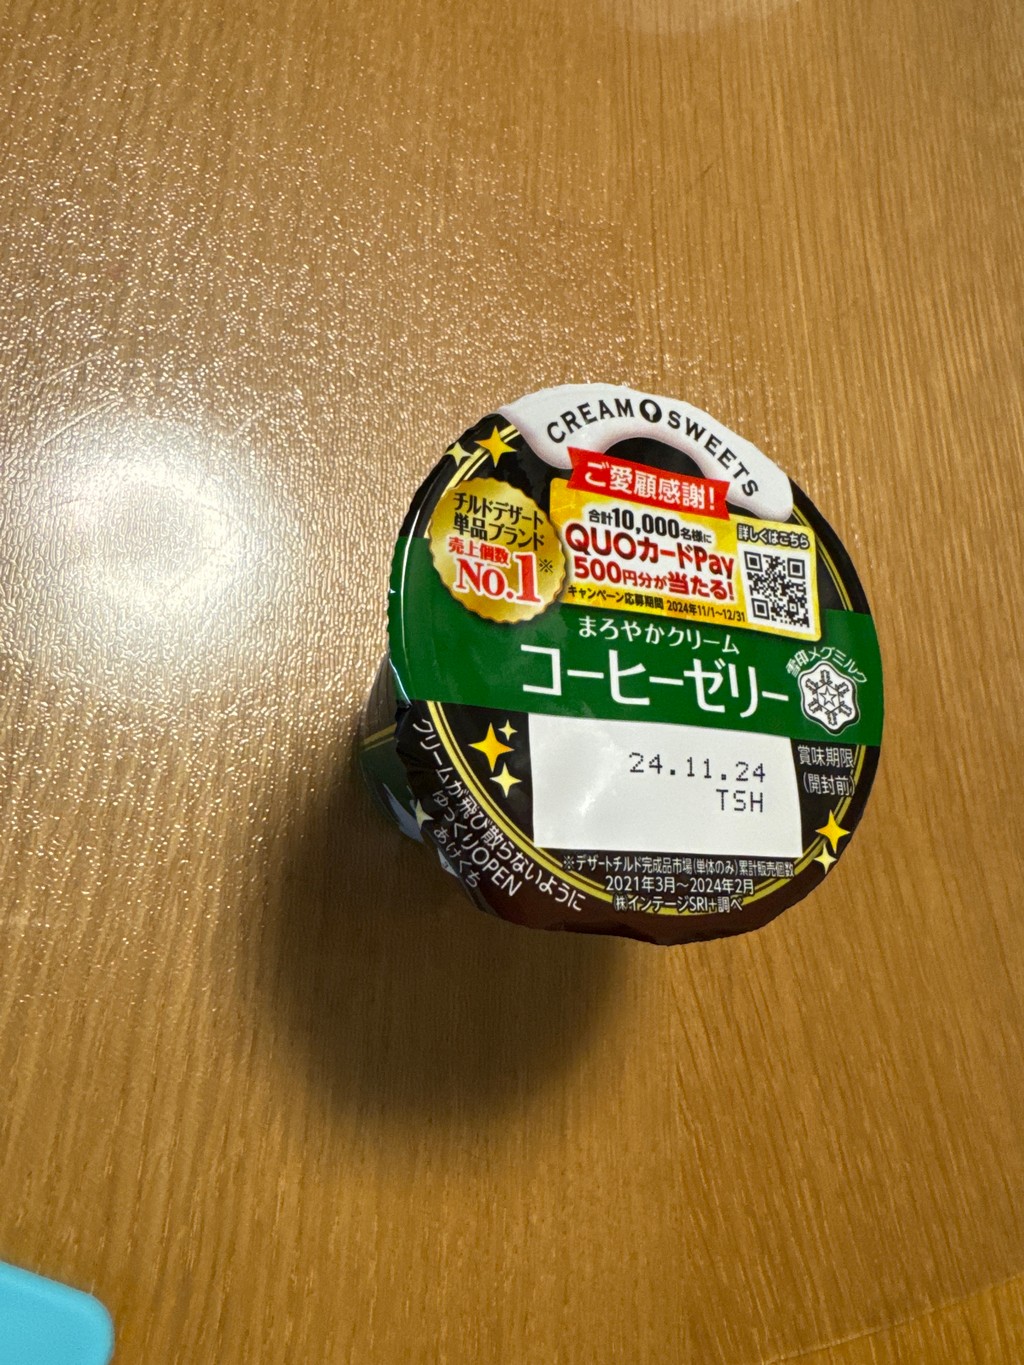 CREAM SWEETS
ご愛顧感謝!
チルドデザート
単品ブランド
売上個数
No.1※
合計10,000名様に
QUOカードPay
500円分が当たる!
キャンペーン応募期間 2024年11/1〜12/31
詳しくはこちら
まろやかクリーム
コーヒーゼリー
雪印メグミルク
24.11.24
TSH
賞味期限
(開封前)
クリームが飛び散らないように
ゆっくりOPEN
あけくち
※デザートチルド完成品市場(単体のみ)累計販売個数
2021年3月〜2024年2月
㈱インテージSRI+調べ